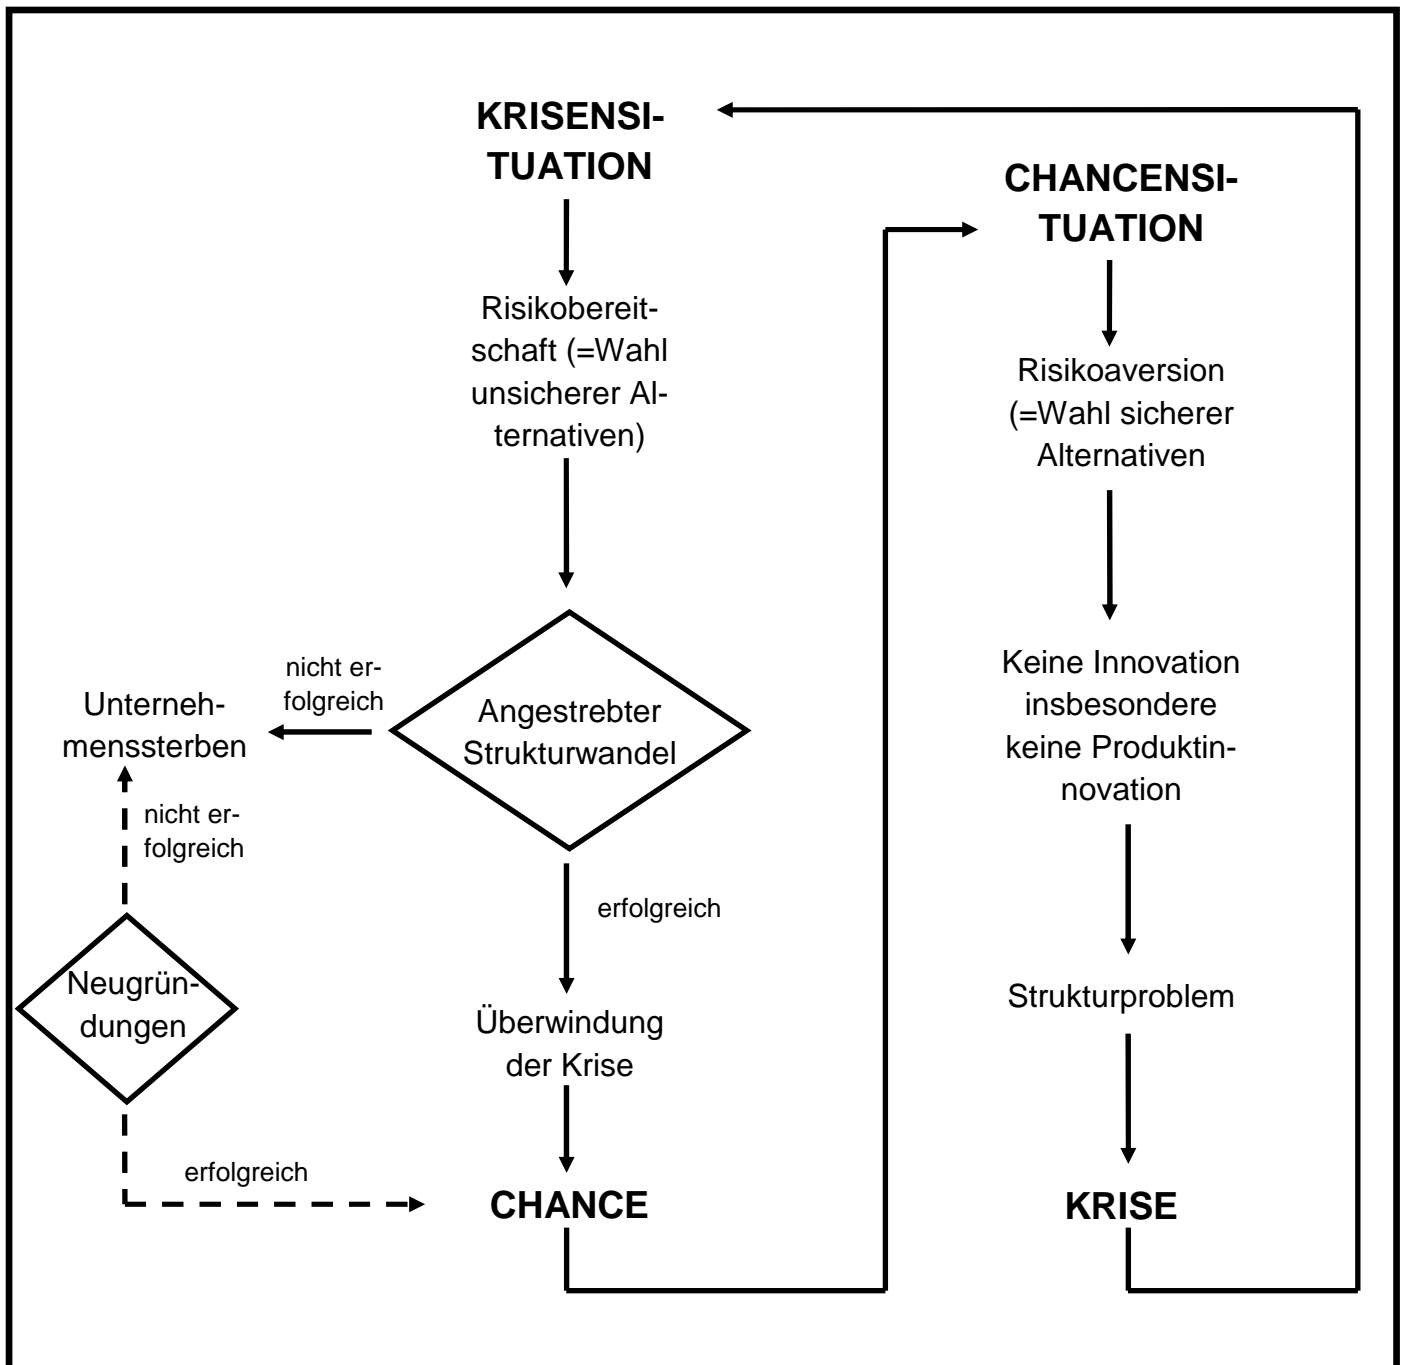 KRISENSI-
TUATION
Risikobereit-
schaft (=Wahl
unsicherer Al-
ternativen)
nicht er-
folgreich
Angestrebter
Strukturwandel
Unterneh-
menssterben
nicht er-
folgreich
Neugrün-
dungen
erfolgreich
erfolgreich
Überwindung
der Krise
CHANCE
CHANCENSI-
TUATION
Risikoaversion
(=Wahl sicherer
Alternativen
Keine Innovation
insbesondere
keine Produktin-
novation
Strukturproblem
KRISE